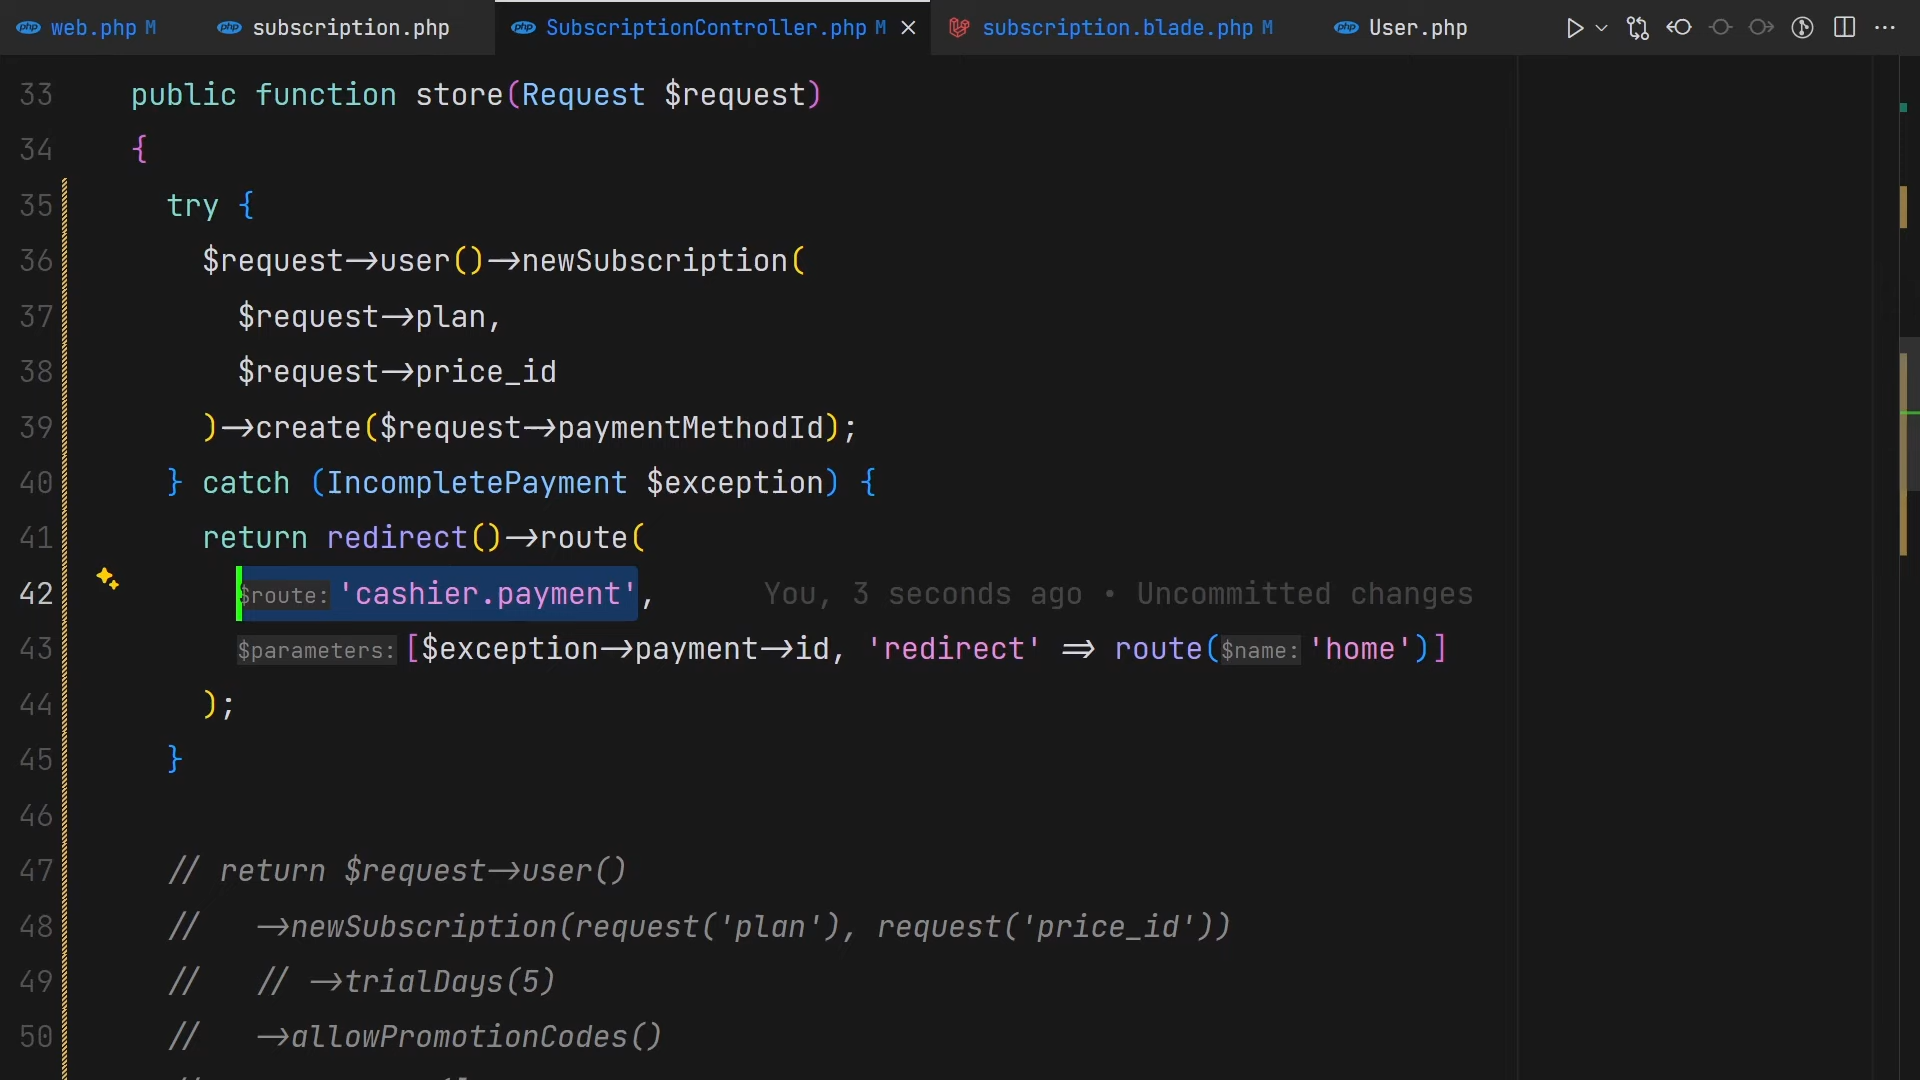 web.php M subscription.php SubscriptionController.php M subscription.blade.php M User.php
33 public function store(Request $request)
34 {
35 try {
36 $request->user()->newSubscription(
37 $request->plan,
38 $request->price_id
39 )->create($request->paymentMethodId);
40 } catch (IncompletePayment $exception) {
41 return redirect()->route(
42 $route: 'cashier.payment', You, 3 seconds ago • Uncommitted changes
43 $parameters: [$exception->payment->id, 'redirect' => route($name: 'home')]
44 );
45 }
46
47 // return $request->user()
48 // ->newSubscription(request('plan'), request('price_id'))
49 // // ->trialDays(5)
50 // ->allowPromotionCodes()